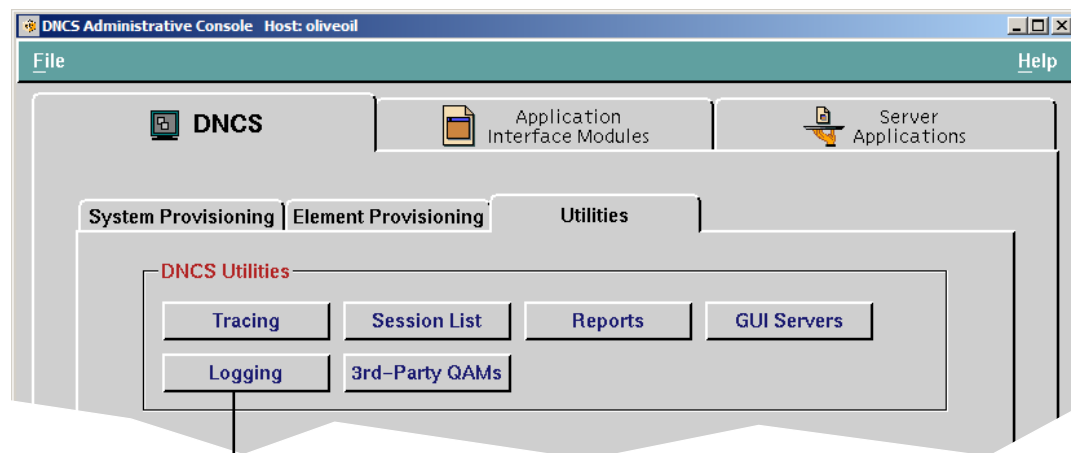 DNCS Administrative Console Host: oliveoil
File Help
DNCS
Application
Interface Modules
Server
Applications
System Provisioning Element Provisioning Utilities
DNCS Utilities
Tracing Session List Reports GUI Servers
Logging 3rd-Party QAMs